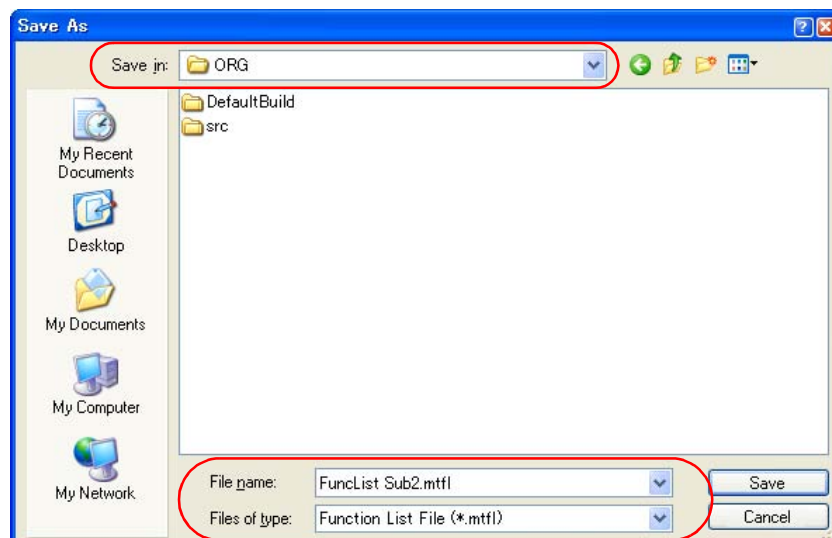 Save As
Save in: ORG
DefaultBuild
src
My Recent
Documents
Desktop
My Documents
My Computer
My Network
File name: FuncList Sub2.mtfl Save
Files of type: Function List File (*.mtfl) Cancel